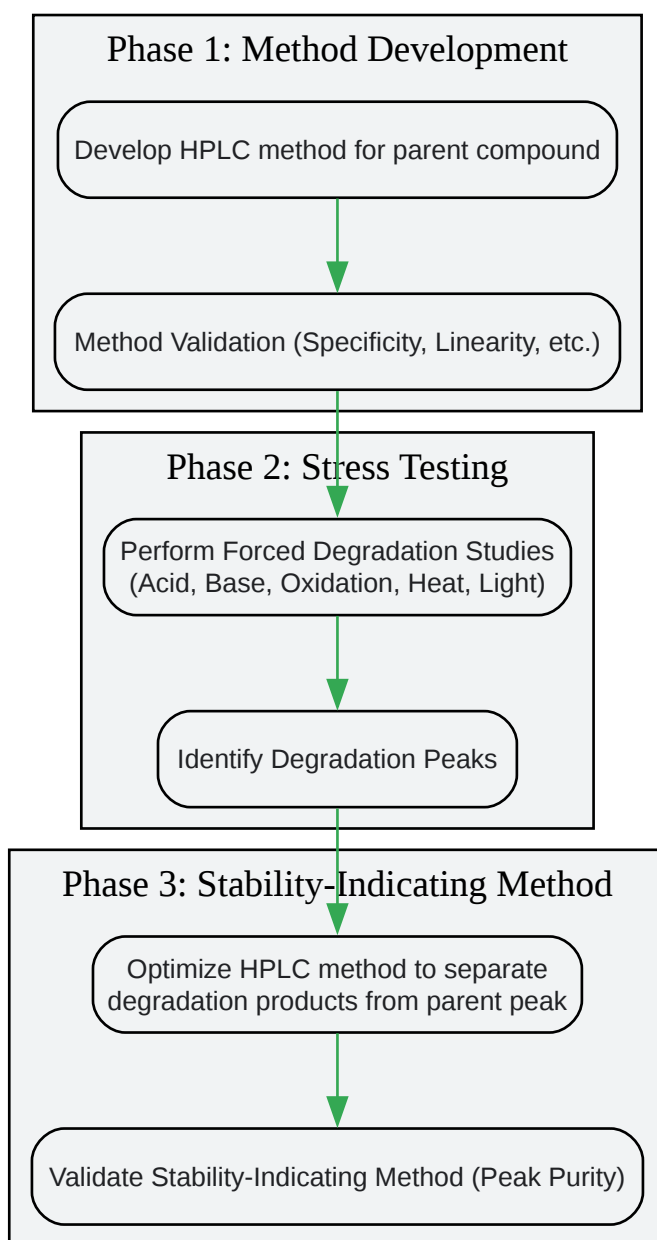 Phase 1: Method Development
Develop HPLC method for parent compound
Method Validation (Specificity, Linearity, etc.)
Phase 2: Stress Testing
Perform Forced Degradation Studies
(Acid, Base, Oxidation, Heat, Light)
Identify Degradation Peaks
Phase 3: Stability-Indicating Method
Optimize HPLC method to separate
degradation products from parent peak
Validate Stability-Indicating Method (Peak Purity)